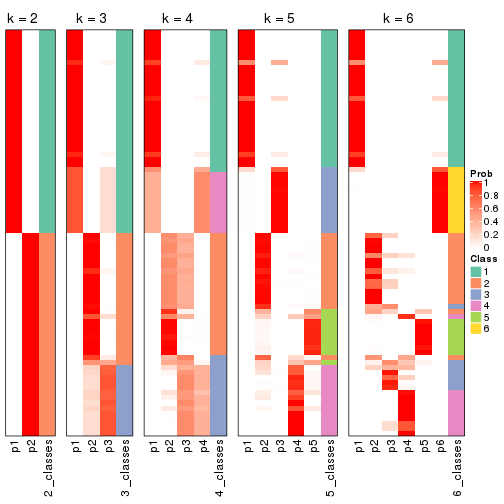 k = 2
k = 3
k = 4
k = 5
k = 6
Prob
1
0.8
0.6
0.4
0.2
0
Class
1
2
3
4
5
6
p1
p2
2_classes
p1
p2
p3
3_classes
p1
p2
p3
p4
4_classes
p1
p2
p3
p4
p5
5_classes
p1
p2
p3
p4
p5
p6
6_classes